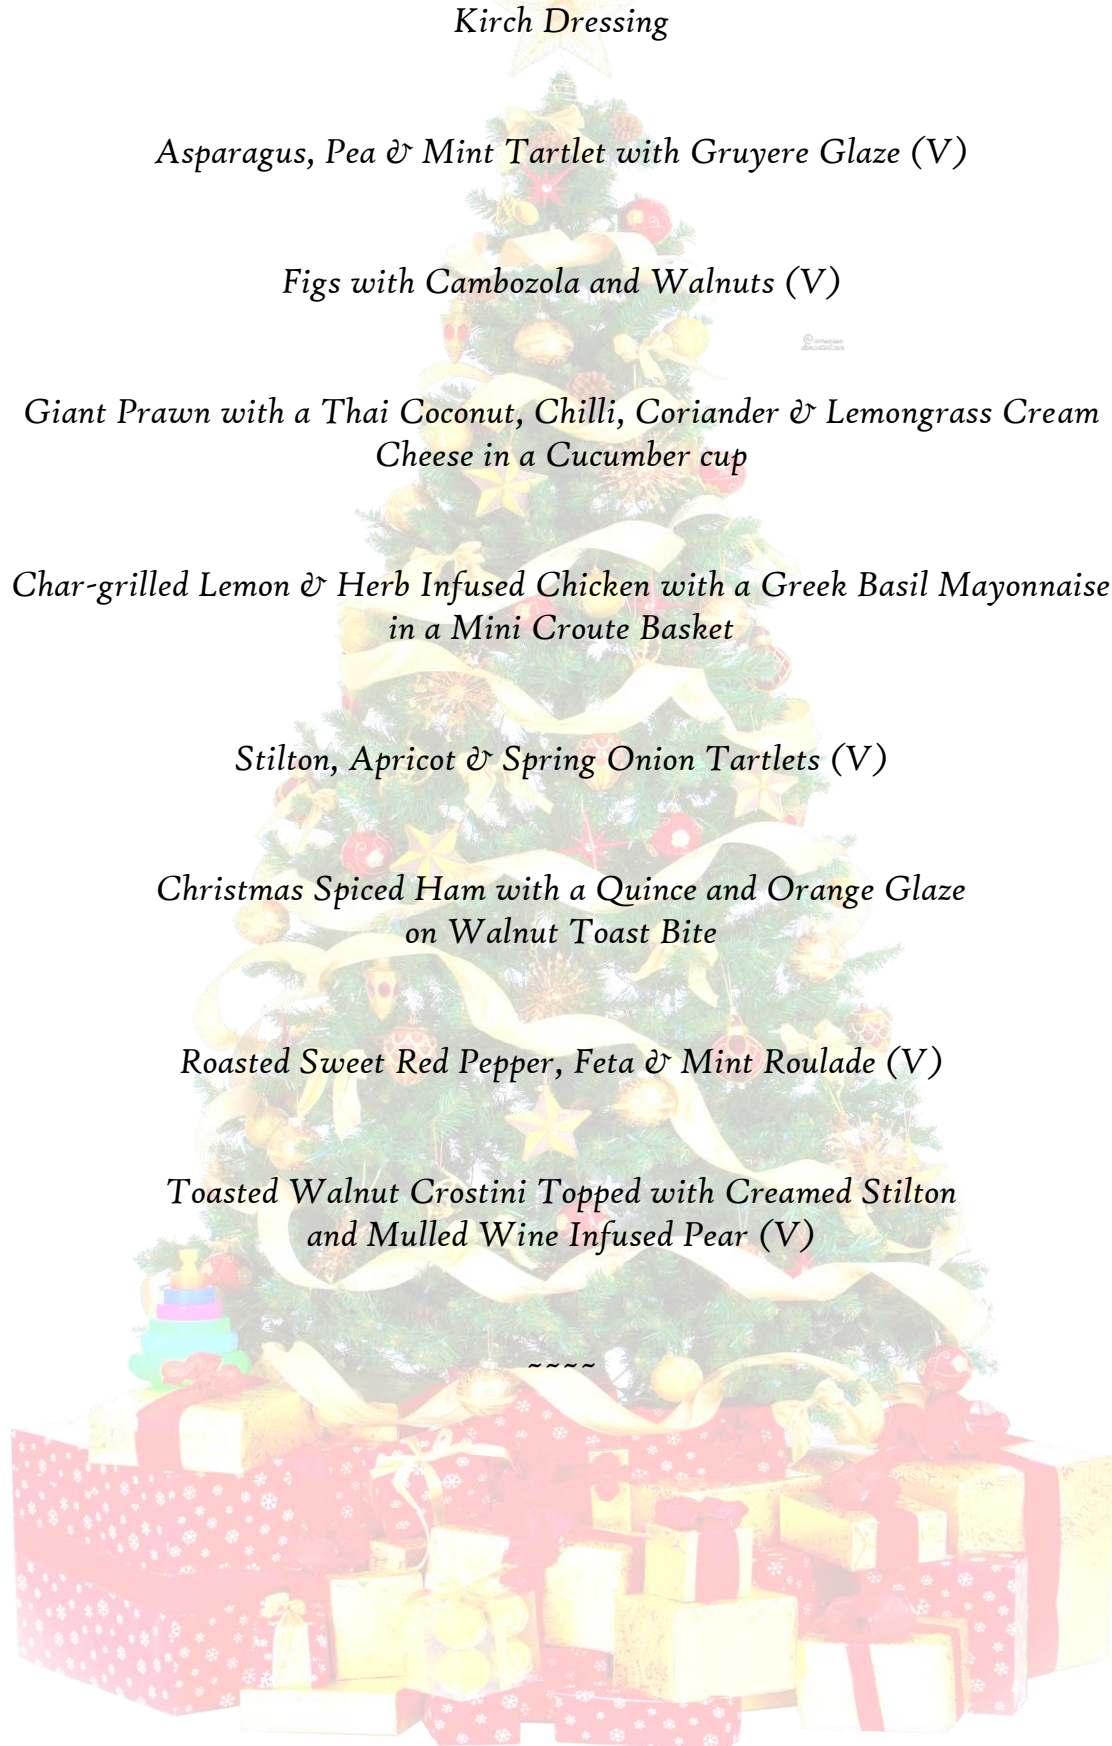 Kirch Dressing
Asparagus, Pea & Mint Tartlet with Gruyere Glaze (V)
Figs with Cambozola and Walnuts (V)
Giant Prawn with a Thai Coconut, Chilli, Coriander & Lemongrass Cream
Cheese in a Cucumber cup
Char-grilled Lemon & Herb Infused Chicken with a Greek Basil Mayonnaise
in a Mini Croute Basket
Stilton, Apricot & Spring Onion Tartlets (V)
Christmas Spiced Ham with a Quince and Orange Glaze
on Walnut Toast Bite
Roasted Sweet Red Pepper, Feta & Mint Roulade (V)
Toasted Walnut Crostini Topped with Creamed Stilton
and Mulled Wine Infused Pear (V)
~~~~